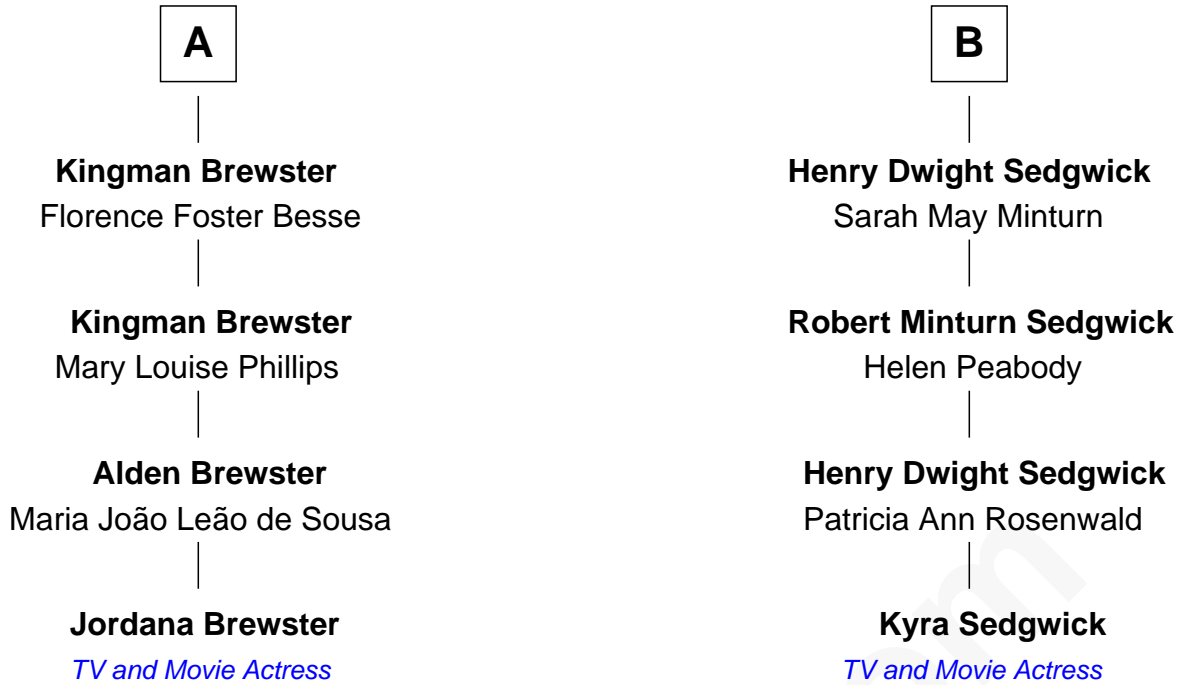 A
Kingman Brewster
Florence Foster Besse
Kingman Brewster
Mary Louise Phillips
Alden Brewster
Maria João Leão de Sousa
Jordana Brewster
TV and Movie Actress
B
Henry Dwight Sedgwick
Sarah May Minturn
Robert Minturn Sedgwick
Helen Peabody
Henry Dwight Sedgwick
Patricia Ann Rosenwald
Kyra Sedgwick
TV and Movie Actress